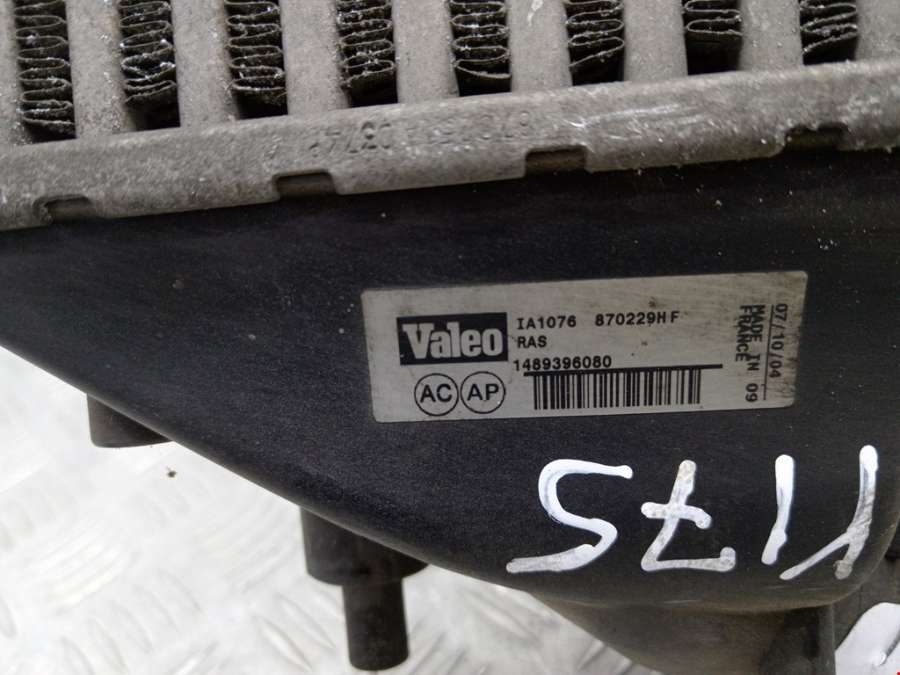 Valeo
IA1076 870229HF
RAS
1489396080
AC AP
07/10/04
MADE IN 09
FRANCE
1175